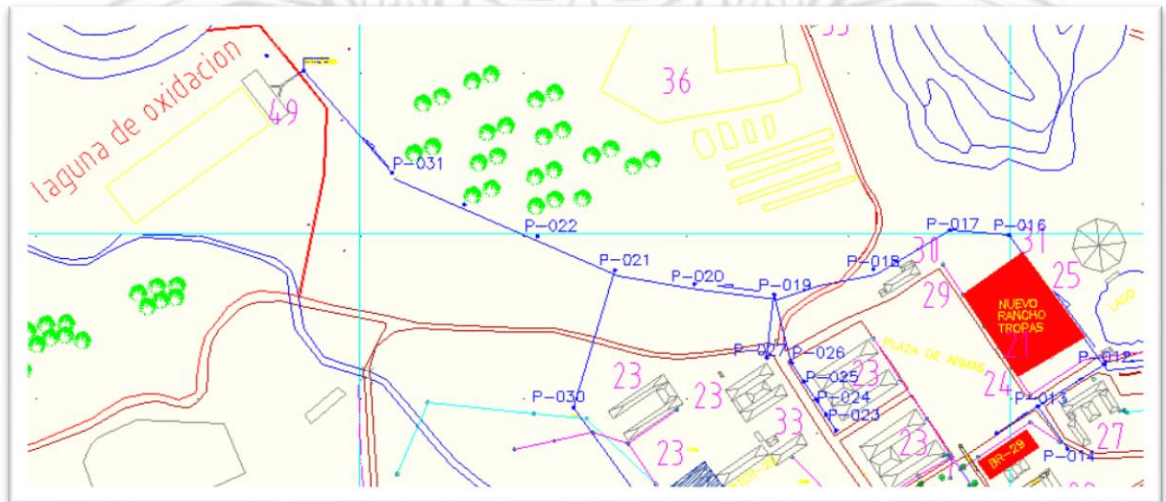 laguna de oxidacion
49
36
P-031
P-022
P-021
P-020
P-019
P-018
P-017
P-016
31
25
29
NUEVO
RANCHO
TROPAS
21
LAGO
PLAZA DE ARMAS
24
P-012
P-013
P-014
27
BR-29
P-027
P-026
P-025
P-024
P-023
23
23
23
33
23
23
P-030